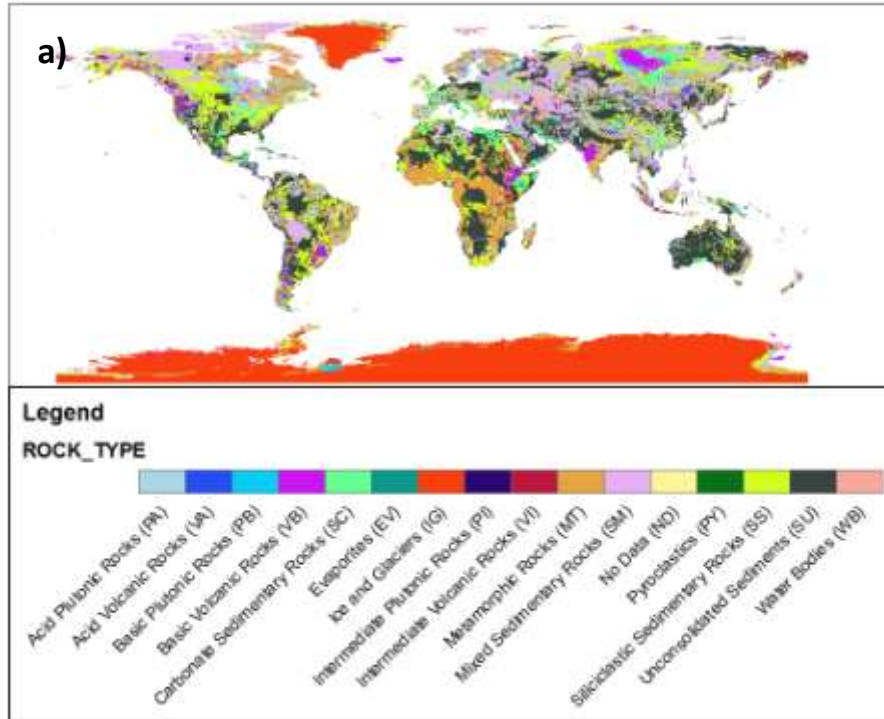 a)
Legend
ROCK_TYPE
Acid Plutonic Rocks (PA)
Acid Volcanic Rocks (VA)
Basic Plutonic Rocks (PB)
Basic Volcanic Rocks (VB)
Carbonate Sedimentary Rocks (SC)
Evaporites (EV)
Ice and Glaciers (IG)
Intermediate Plutonic Rocks (PI)
Intermediate Volcanic Rocks (VI)
Metamorphic Rocks (MT)
Mixed Sedimentary Rocks (SM)
No Data (ND)
Pyroclastics (PY)
Siliciclastic Sedimentary Rocks (SS)
Unconsolidated Sediments (SU)
Water Bodies (WB)